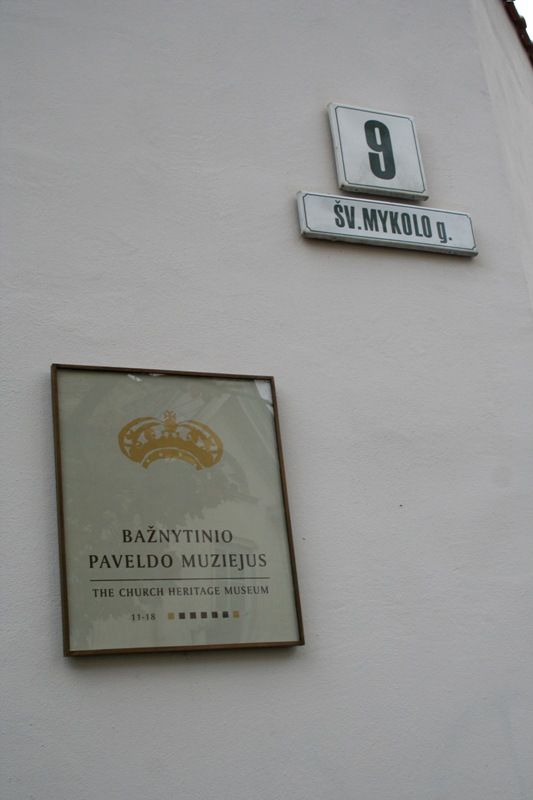 9
ŠV. MYKOLO g.
BAŽNYTINIO
PAVELDO MUZIEJUS
THE CHURCH HERITAGE MUSEUM
11-18